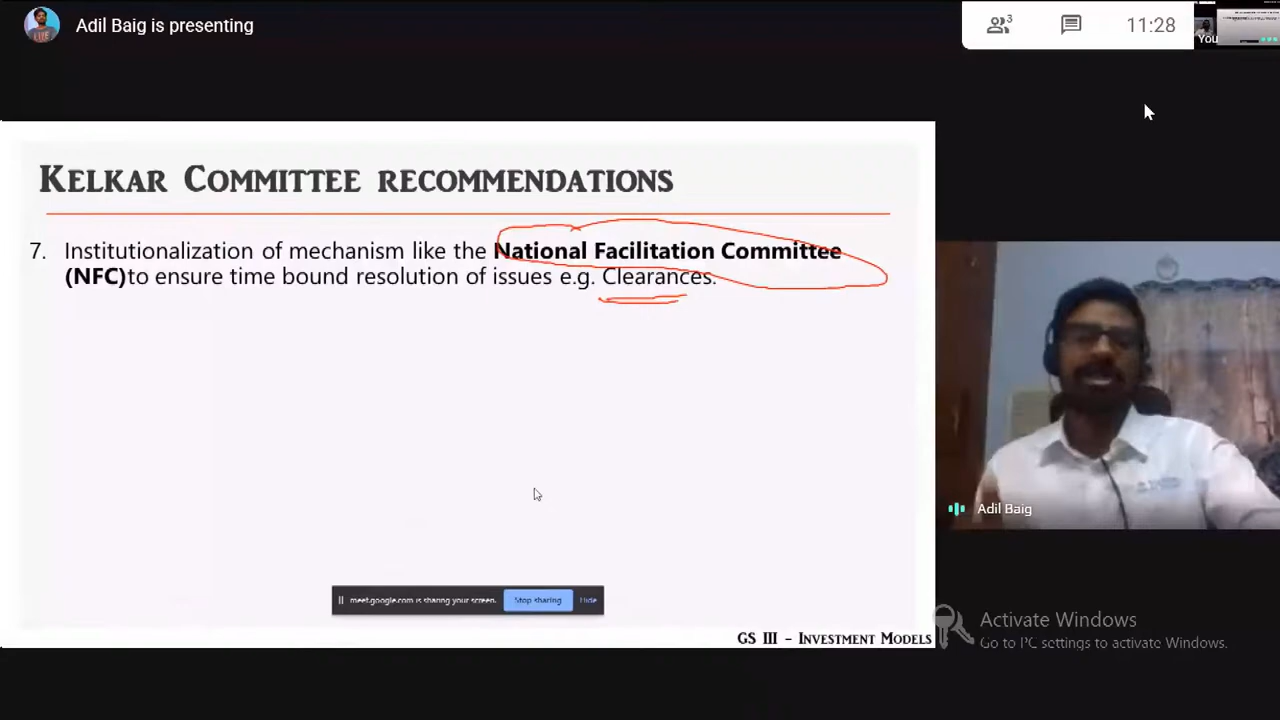 Adil Baig is presenting
3
11:28
You
KELKAR COMMITTEE RECOMMENDATIONS
7. Institutionalization of mechanism like the National Facilitation Committee
(NFC)to ensure time bound resolution of issues e.g. Clearances.
Adil Baig
meet.google.com is sharing your screen.
Stop sharing
Hide
Activate Windows
Go to PC settings to activate Windows.
GS III - INVESTMENT MODELS